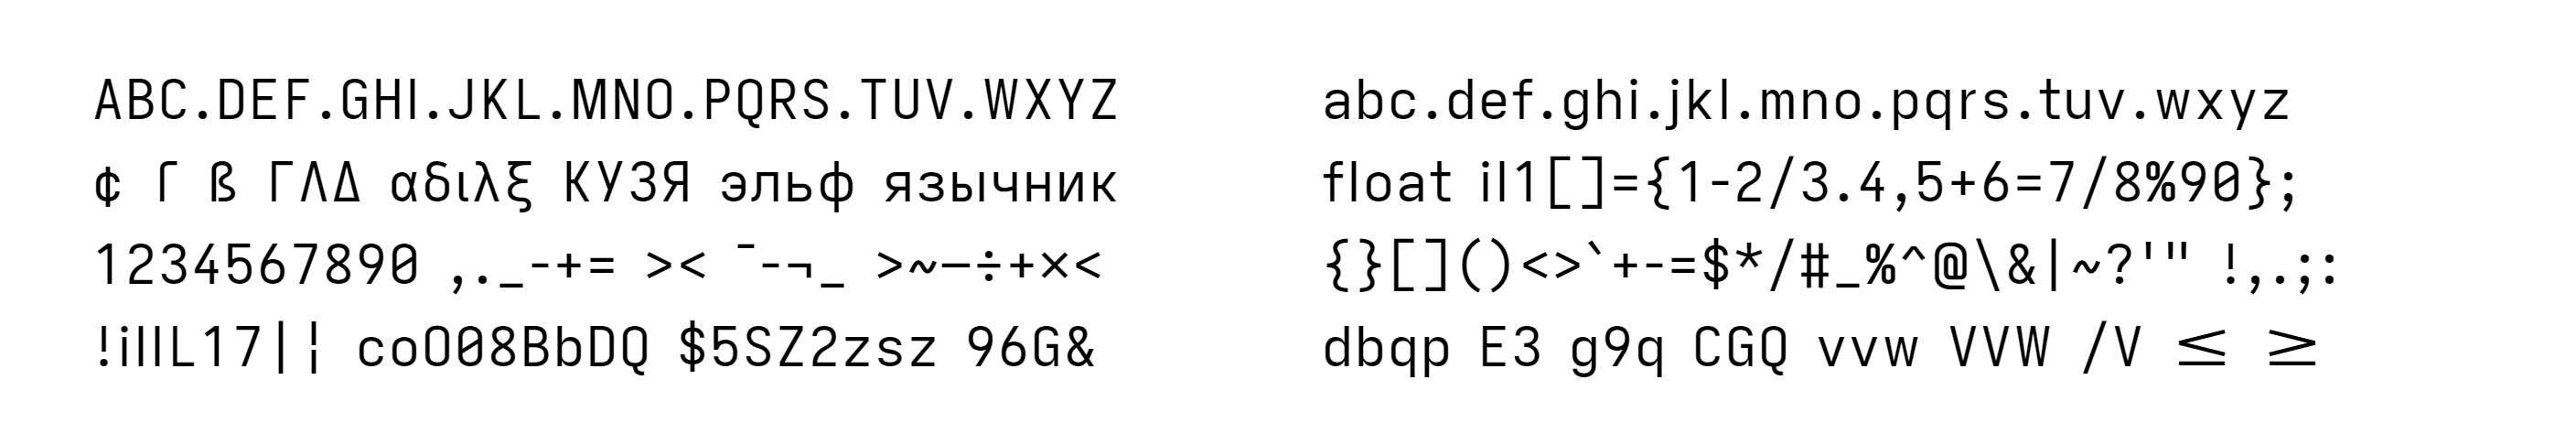 ABC.DEF.GHI.JKL.MNO.PQRS.TUV.WXYZ
¢ Ґ ß ΓΛΔ αδιλξ КУЗЯ эльф язычник
1234567890 ,._-+= >< ¯-¬_ >~–÷+×<
!iIlL17|¦ coO08BbDQ $5SZ2zsz 96G&
abc.def.ghi.jkl.mno.pqrs.tuv.wxyz
float il1[]={1-2/3.4,5+6=7/8%90};
{}[]()<>`+-=$*/#_%^@\&|~?'" !,.;:
dbqp E3 g9q CGQ vvw VVW /V ≤ ≥